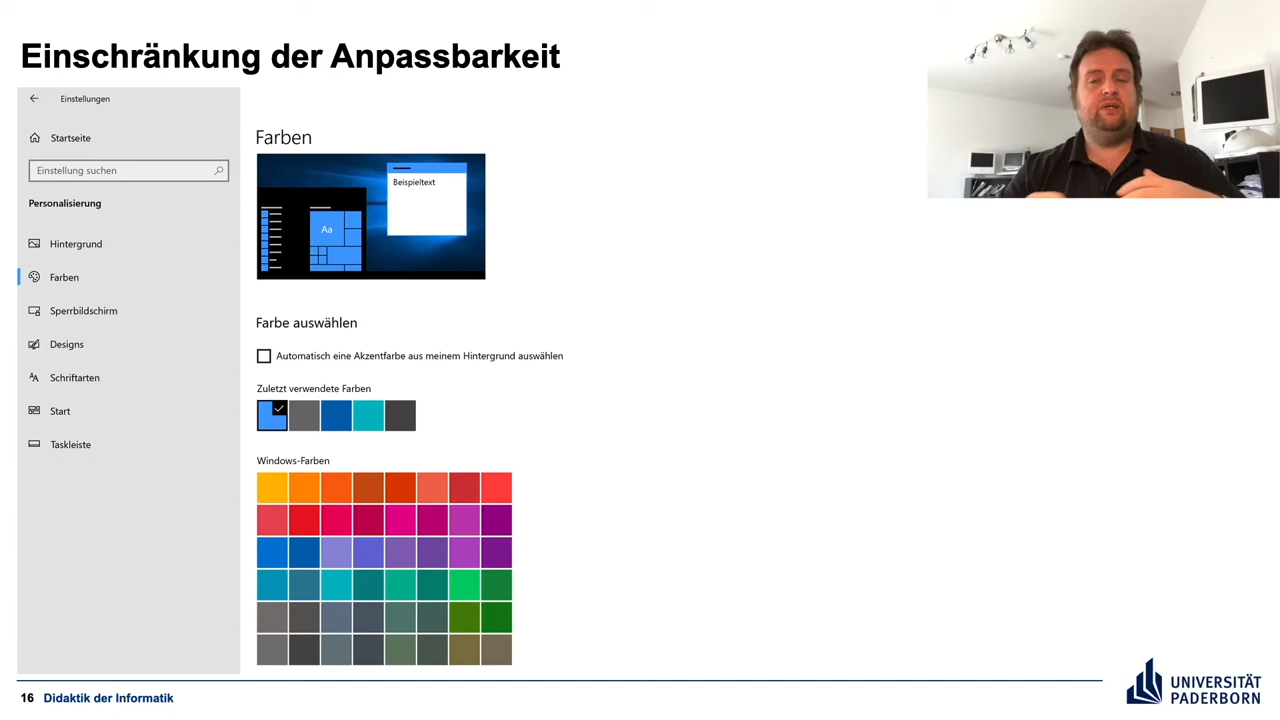 Einschränkung der Anpassbarkeit
Einstellungen
Startseite
Einstellung suchen
Personalisierung
Hintergrund
Farben
Sperrbildschirm
Designs
Schriftarten
Start
Taskleiste
Farben
Beispieltext
Aa
Farbe auswählen
Automatisch eine Akzentfarbe aus meinem Hintergrund auswählen
Zuletzt verwendete Farben
Windows-Farben
16 Didaktik der Informatik
UNIVERSITÄT
PADERBORN